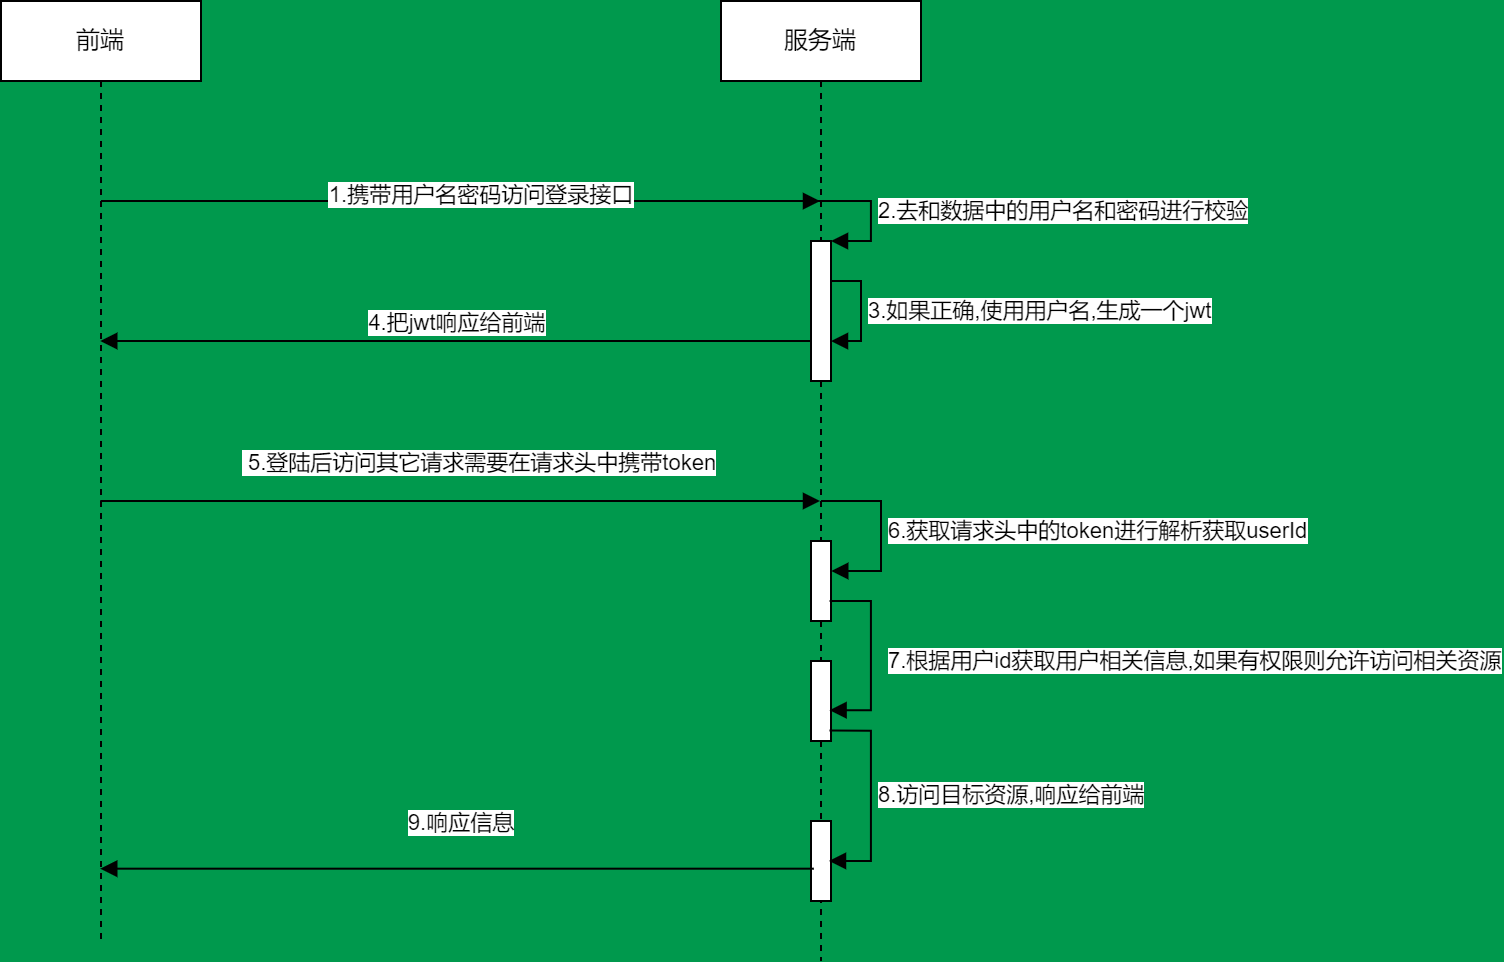 前端
服务端
1.携带用户名密码访问登录接口
2.去和数据中的用户名和密码进行校验
3.如果正确,使用用户名,生成一个jwt
4.把jwt响应给前端
5.登陆后访问其它请求需要在请求头中携带token
6.获取请求头中的token进行解析获取userId
7.根据用户id获取用户相关信息,如果有权限则允许访问相关资源
8.访问目标资源,响应给前端
9.响应信息